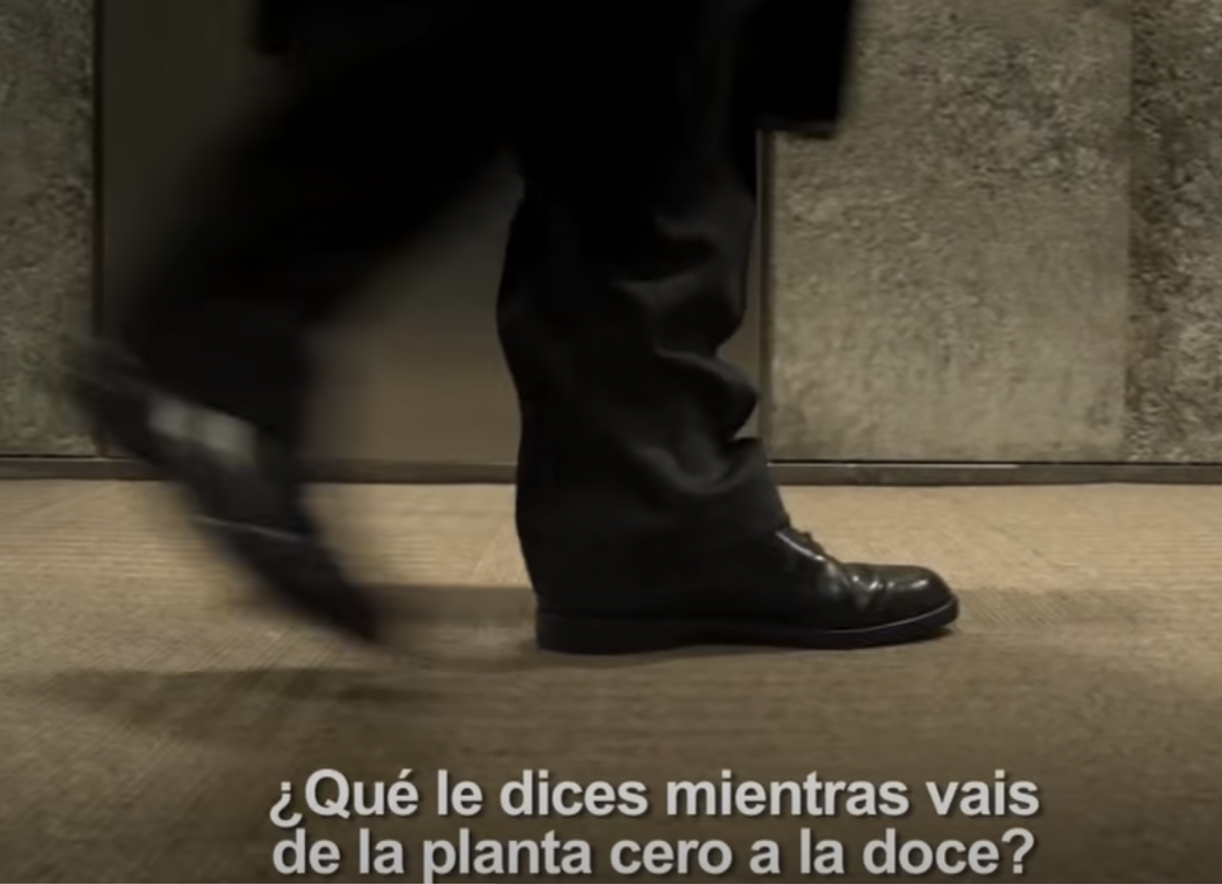 ¿Qué le dices mientras vais
de la planta cero a la doce?